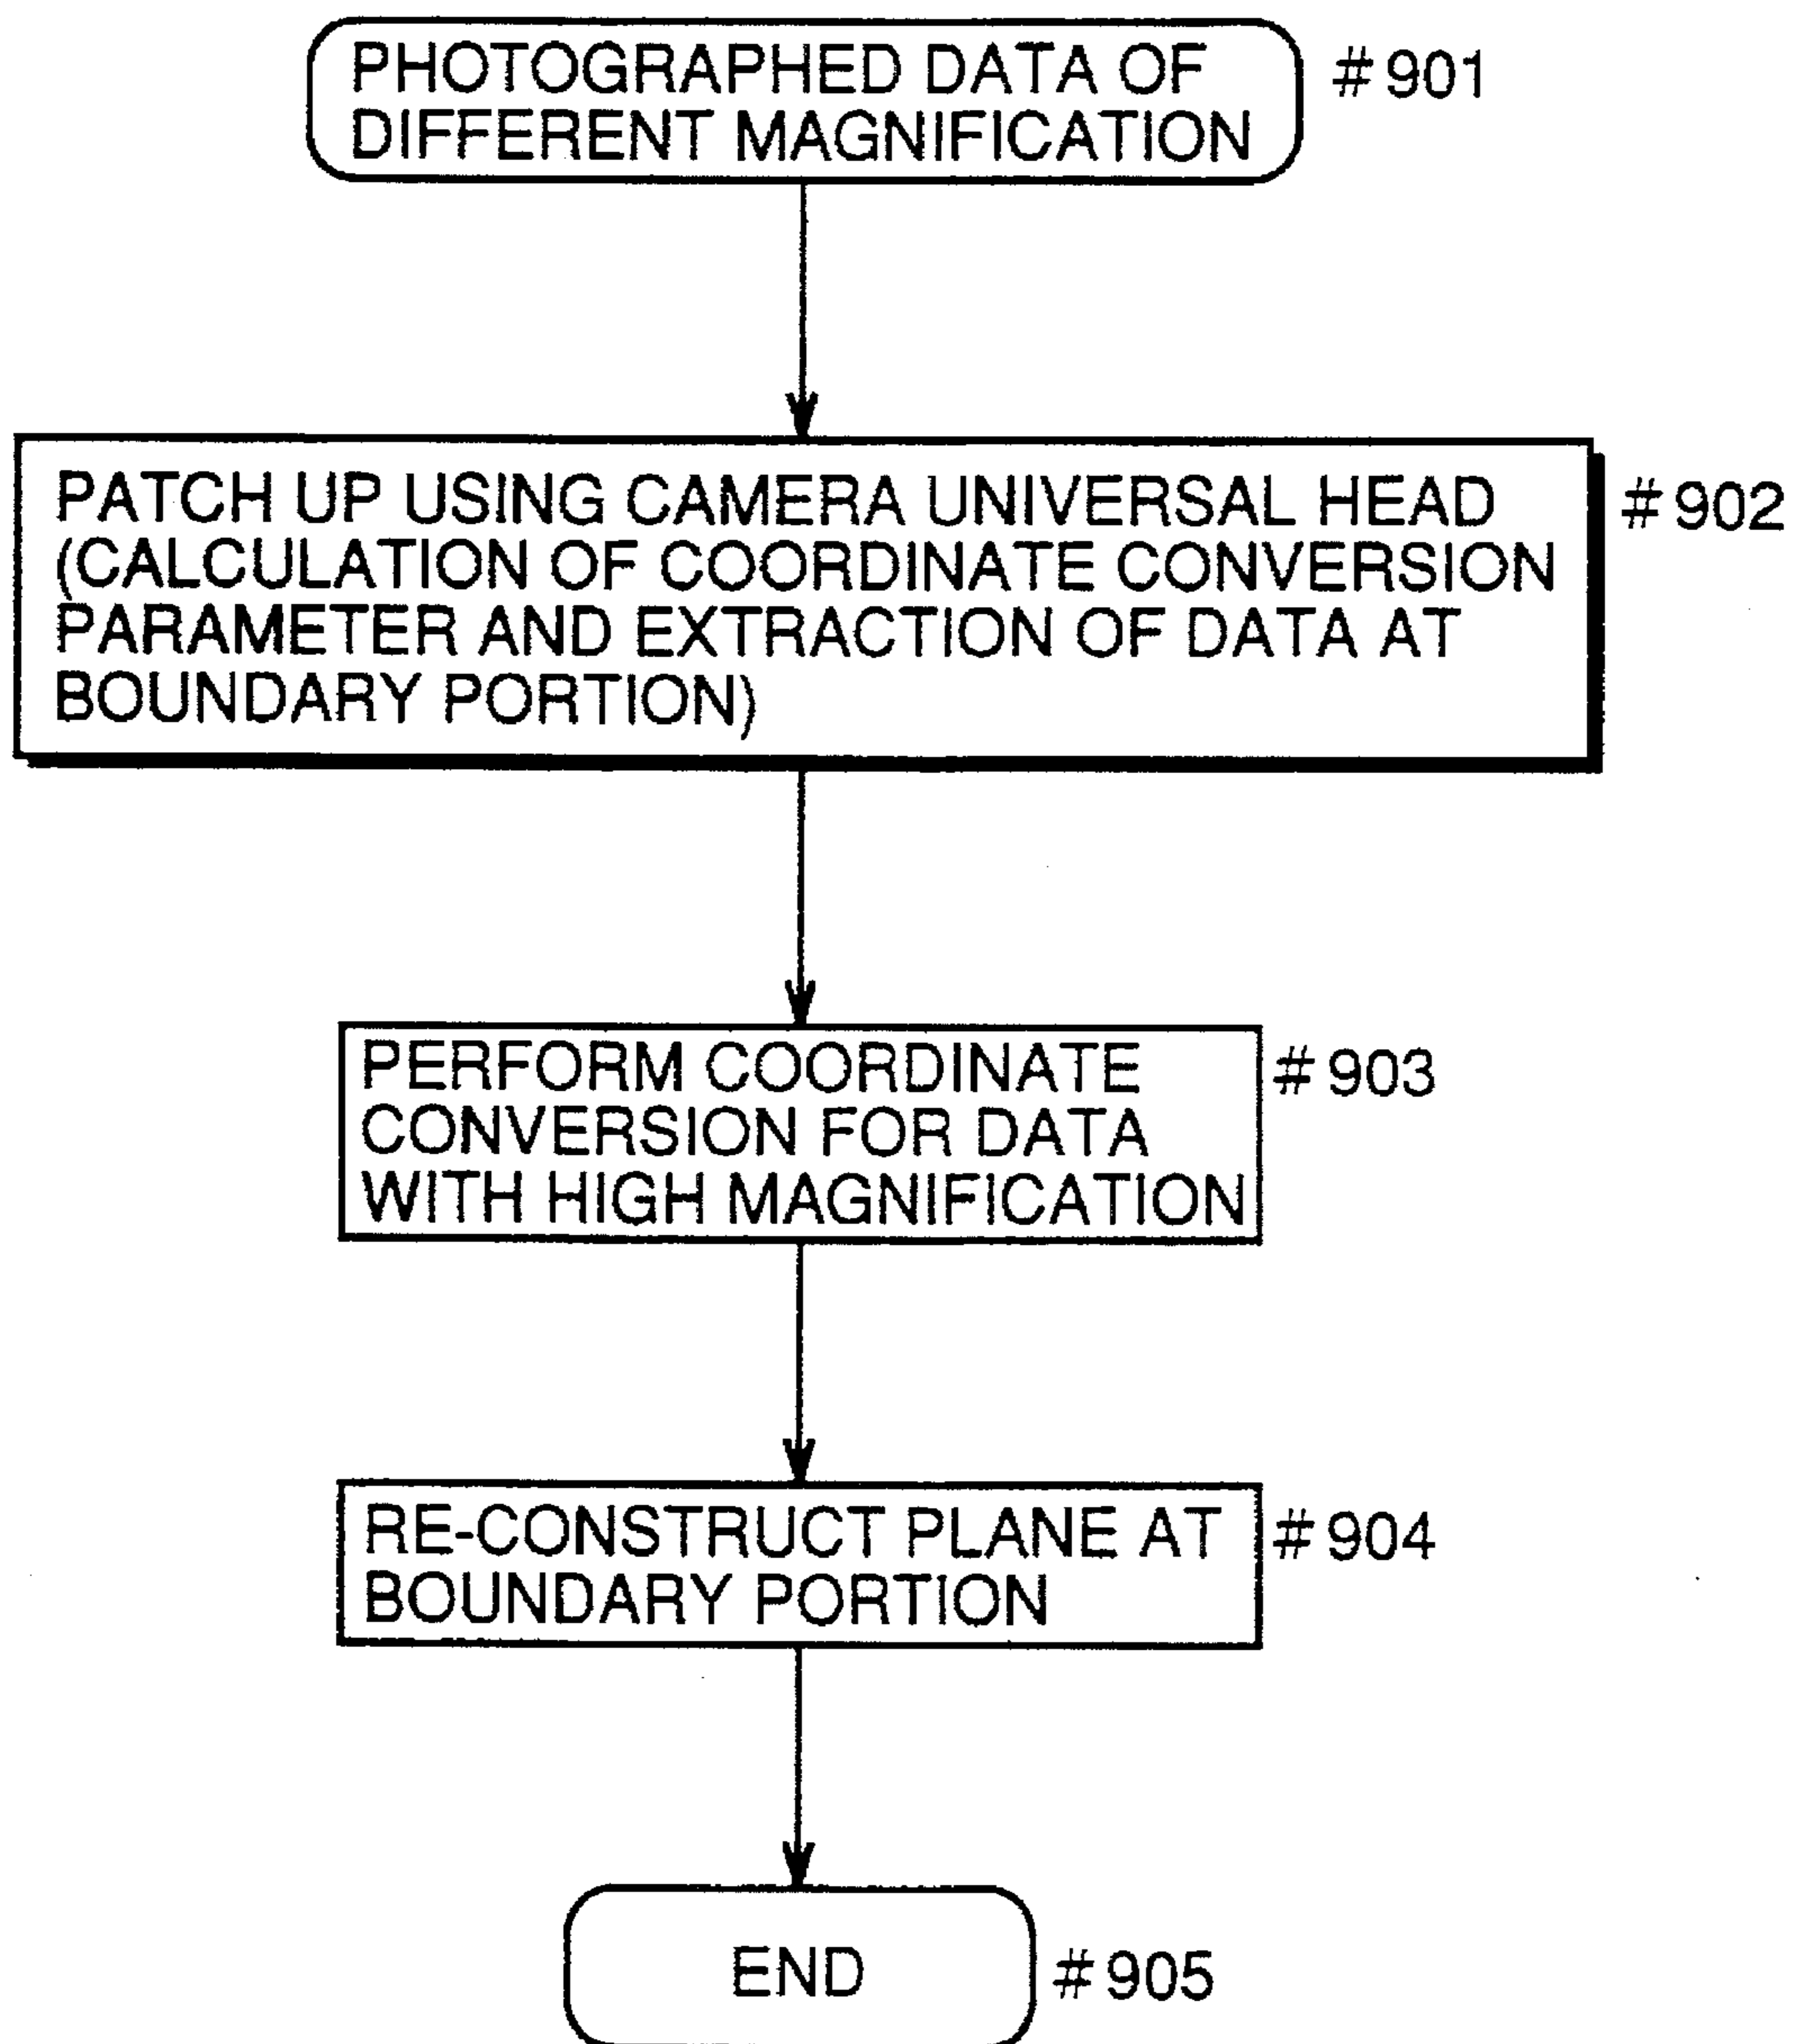 PHOTOGRAPHED DATA OF
DIFFERENT MAGNIFICATION
#901
PATCH UP USING CAMERA UNIVERSAL HEAD
(CALCULATION OF COORDINATE CONVERSION
PARAMETER AND EXTRACTION OF DATA AT
BOUNDARY PORTION)
#902
PERFORM COORDINATE
CONVERSION FOR DATA
WITH HIGH MAGNIFICATION
#903
RE-CONSTRUCT PLANE AT
BOUNDARY PORTION
#904
END
#905